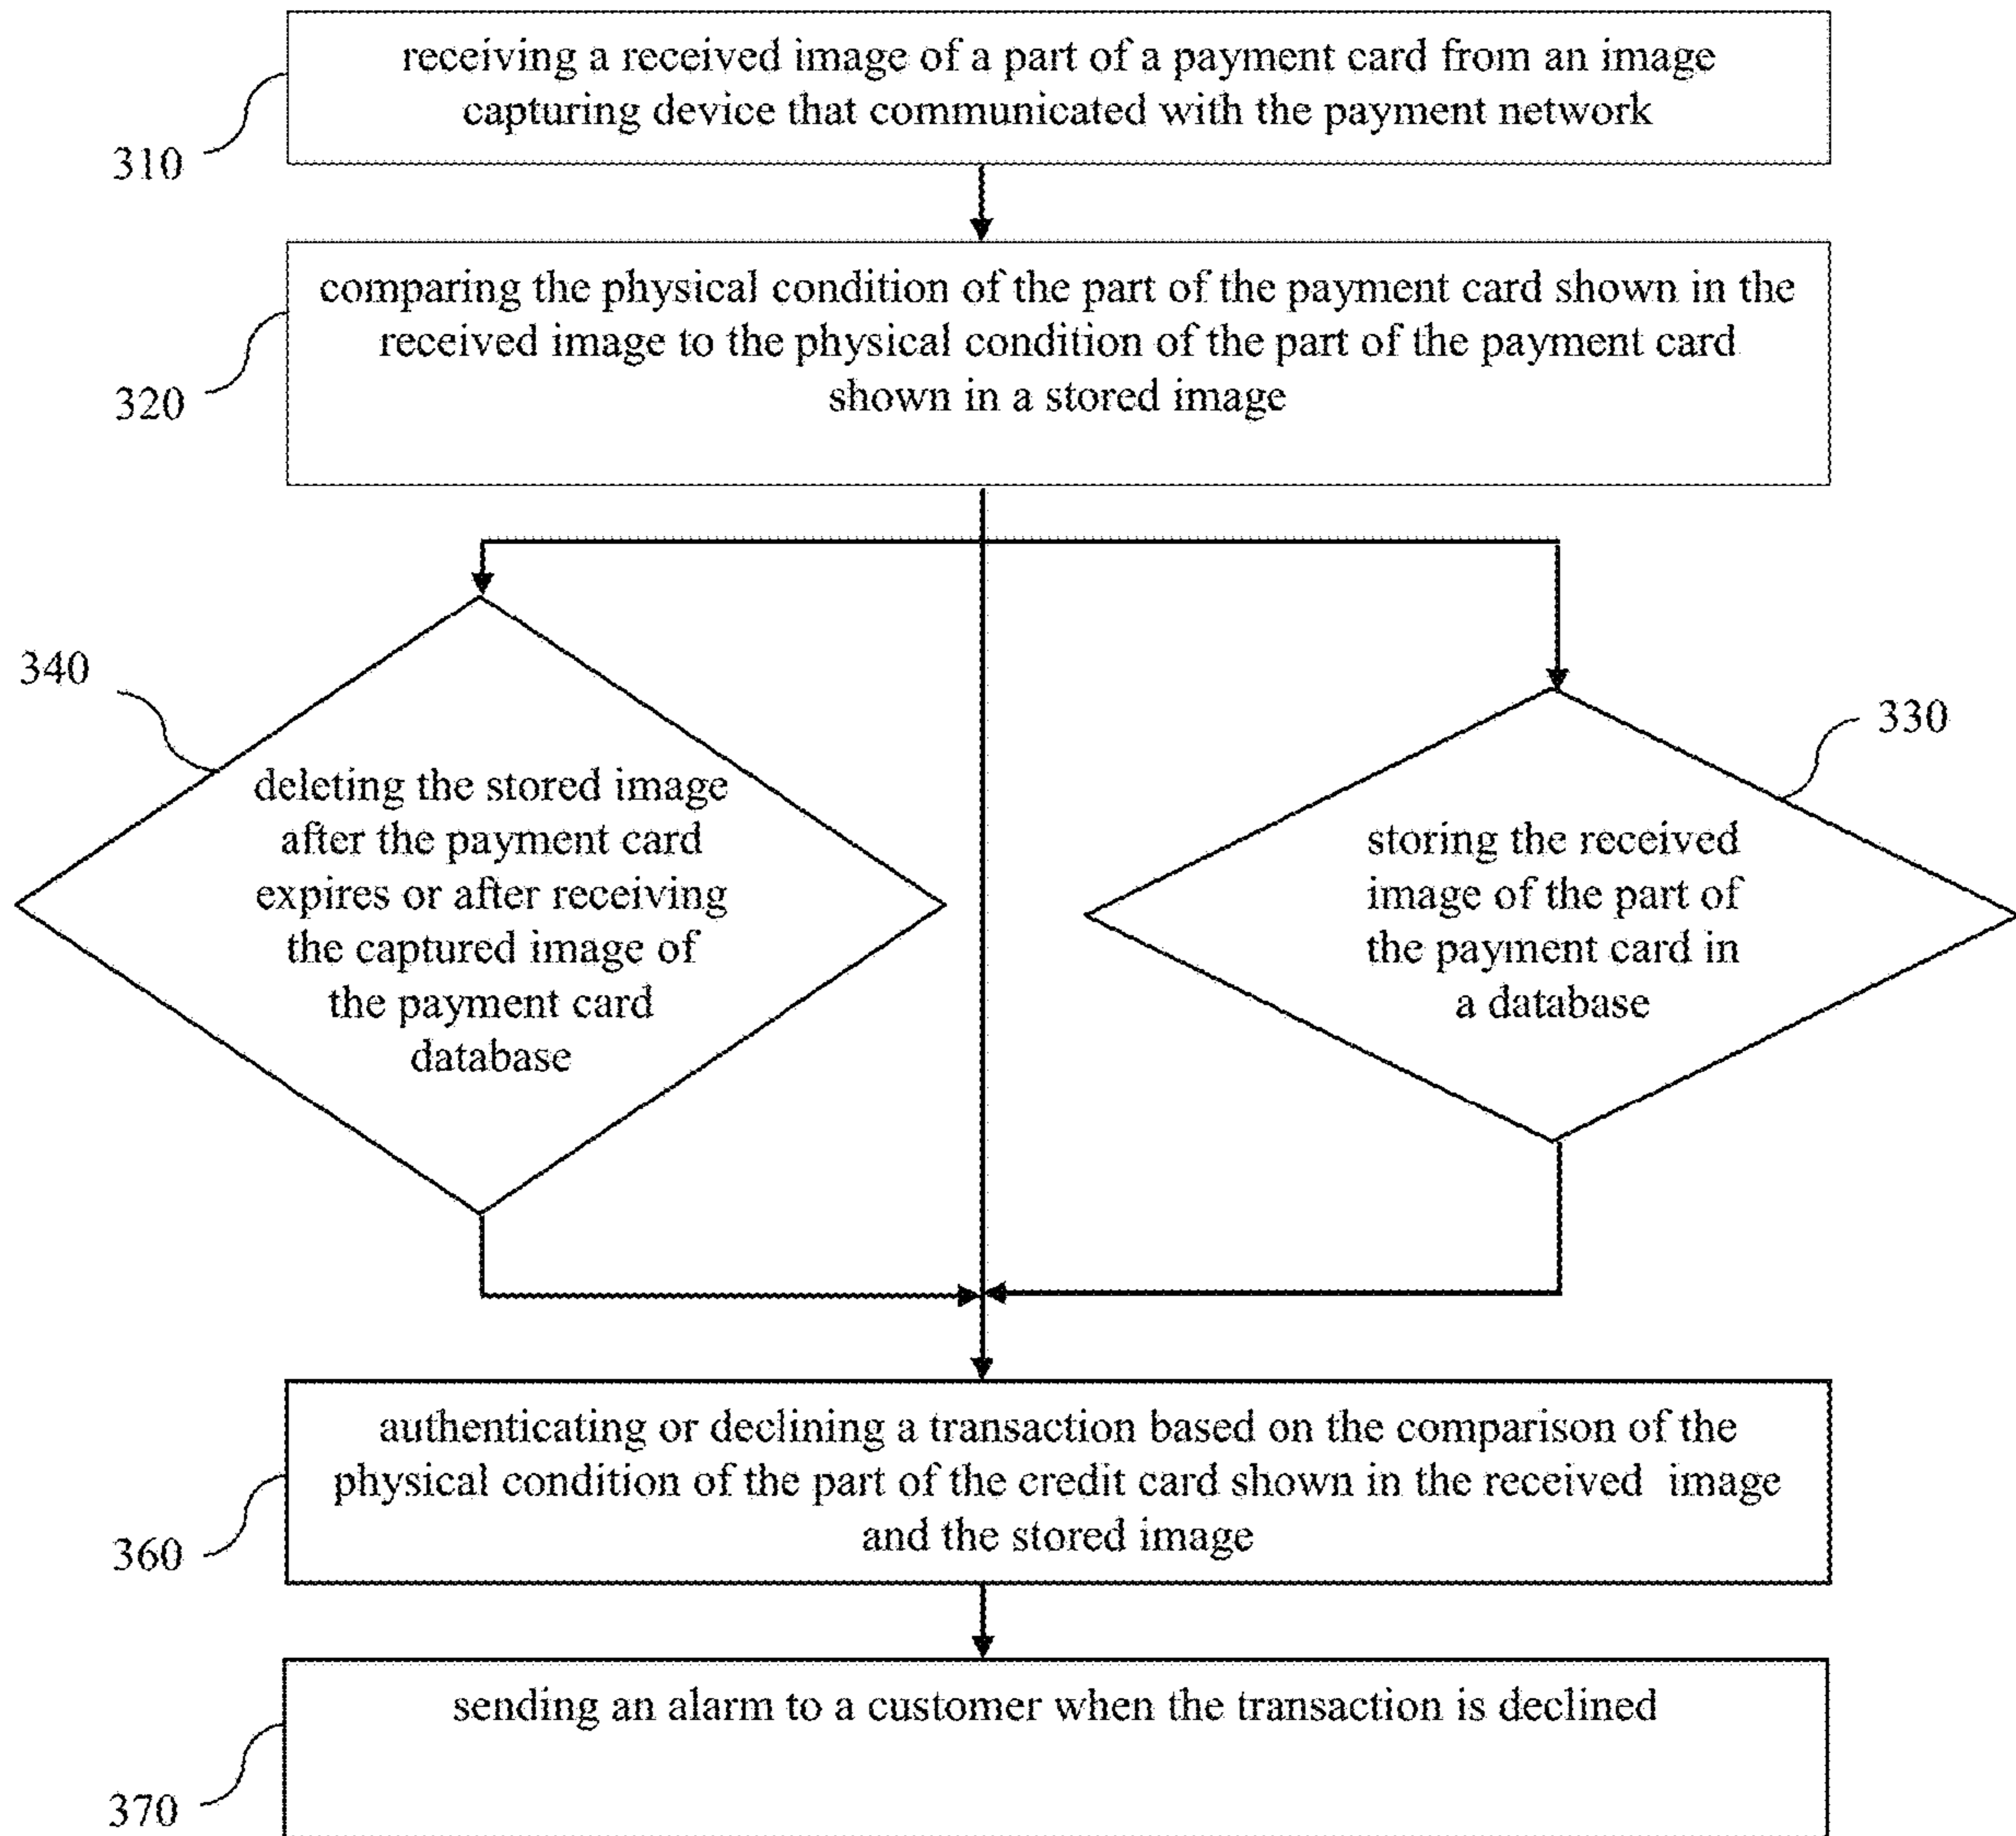 receiving a received image of a part of a payment card from an image
capturing device that communicated with the payment network
310
comparing the physical condition of the part of the payment card shown in the
received image to the physical condition of the part of the payment card
shown in a stored image
320
340
deleting the stored image
after the payment card
expires or after receiving
the captured image of
the payment card
database
330
storing the received
image of the part of
the payment card in
a database
authenticating or declining a transaction based on the comparison of the
physical condition of the part of the credit card shown in the received image
and the stored image
360
sending an alarm to a customer when the transaction is declined
370